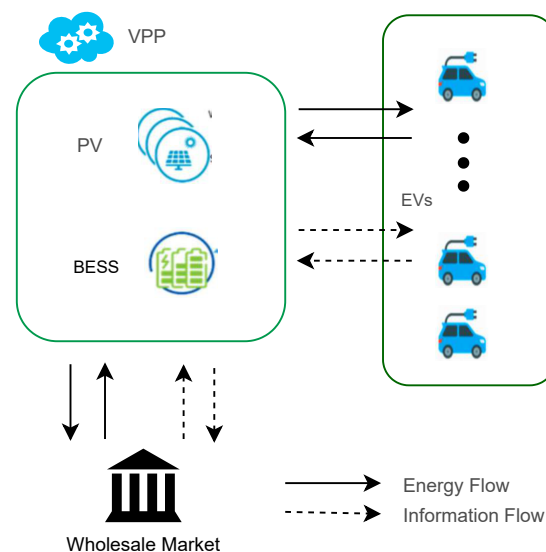 VPP
PV
EVs
BESS
Energy Flow
Information Flow
Wholesale Market